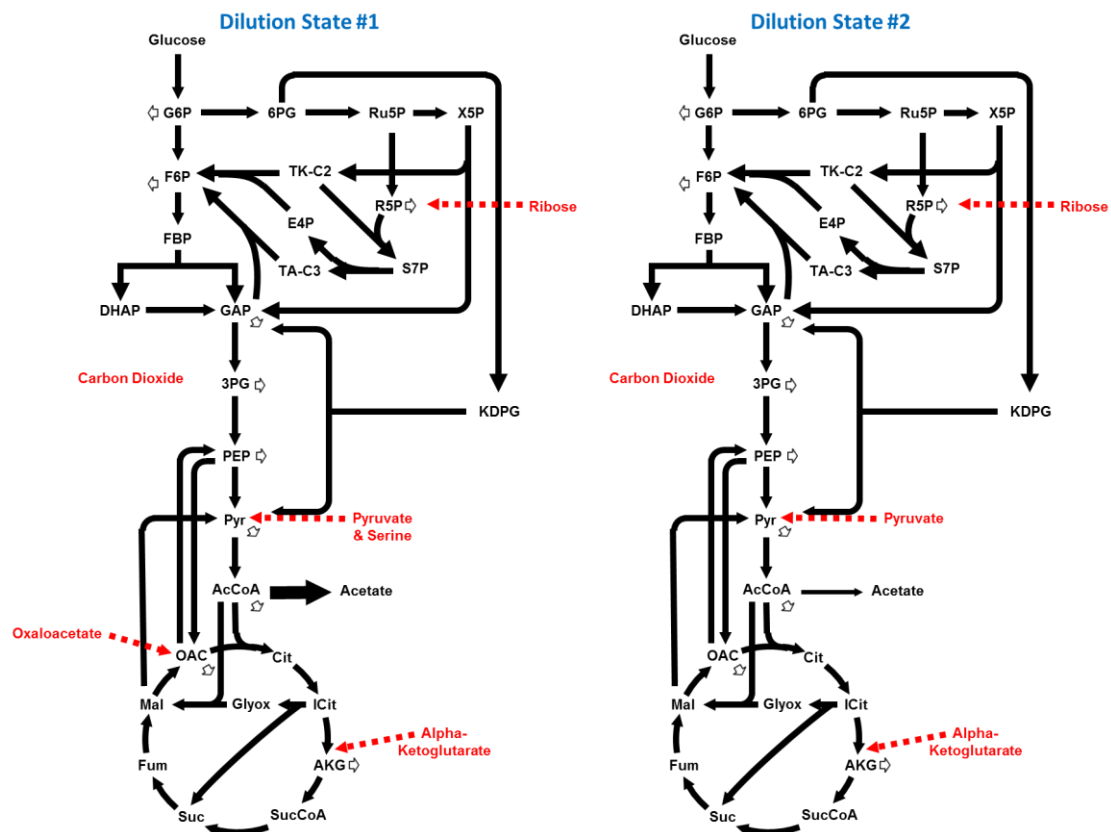 Dilution State #1
Glucose
G6P
6PG
Ru5P
X5P
F6P
TK-C2
R5P
Ribose
E4P
FBP
TA-C3
S7P
DHAP
GAP
Carbon Dioxide
3PG
KDPG
PEP
Pyr
Pyruvate
& Serine
AcCoA
Acetate
Oxaloacetate
OAC
Cit
Mal
Glyox
ICit
Alpha-
Ketoglutarate
Fum
AKG
Suc
SucCoA
Dilution State #2
Glucose
G6P
6PG
Ru5P
X5P
F6P
TK-C2
R5P
Ribose
E4P
FBP
TA-C3
S7P
DHAP
GAP
Carbon Dioxide
3PG
KDPG
PEP
Pyr
Pyruvate
AcCoA
Acetate
OAC
Cit
Mal
Glyox
ICit
Alpha-
Ketoglutarate
Fum
AKG
Suc
SucCoA